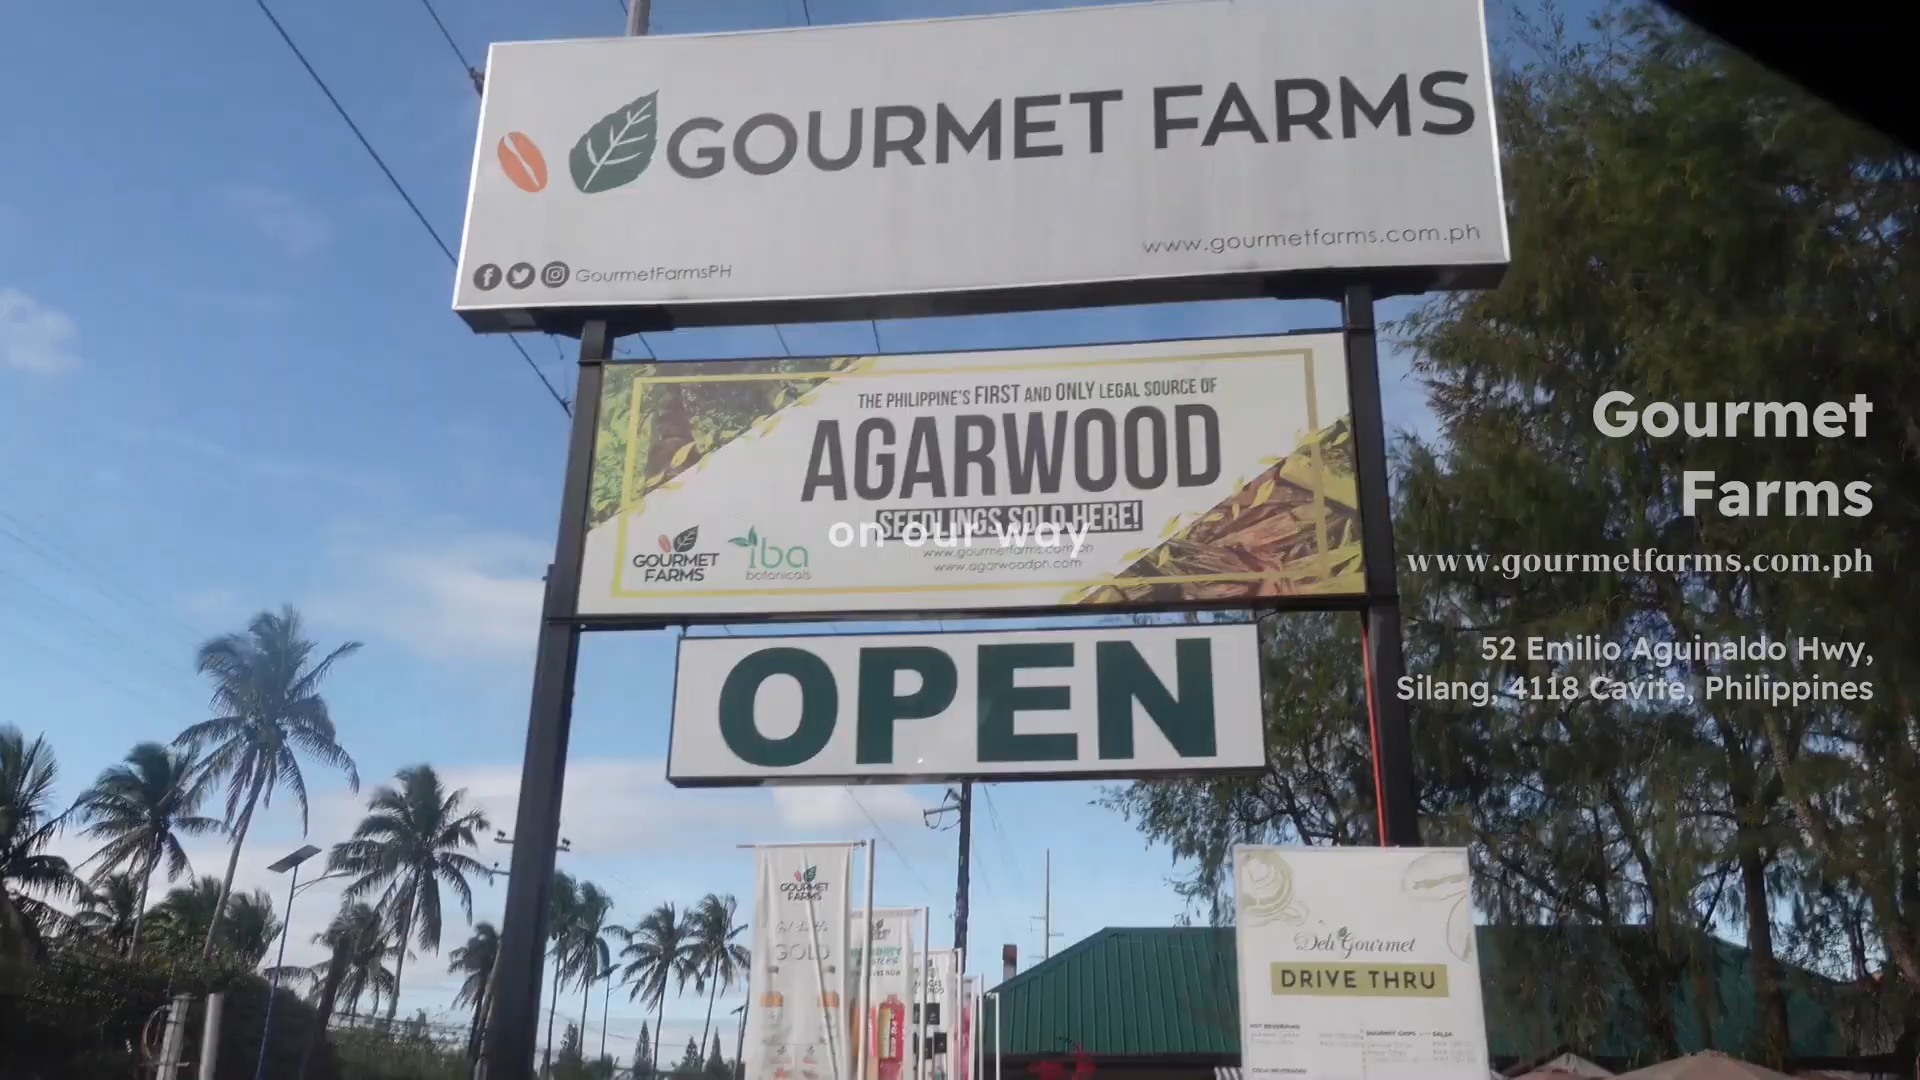 GOURMET FARMS
www.gourmetfarms.com.ph
GourmetFarmsPH
THE PHILIPPINE'S FIRST AND ONLY LEGAL SOURCE OF
AGARWOOD
SEEDLINGS SOLD HERE!
on our way
www.gourmetfarms.com.ph
www.agarwoodph.com
GOURMET
FARMS
iba
botanicals
OPEN
Gourmet
Farms
www.gourmetfarms.com.ph
52 Emilio Aguinaldo Hwy,
Silang, 4118 Cavite, Philippines
GOURMET
FARMS
GOLD
Deli Gourmet
DRIVE THRU
HOT BEVERAGES